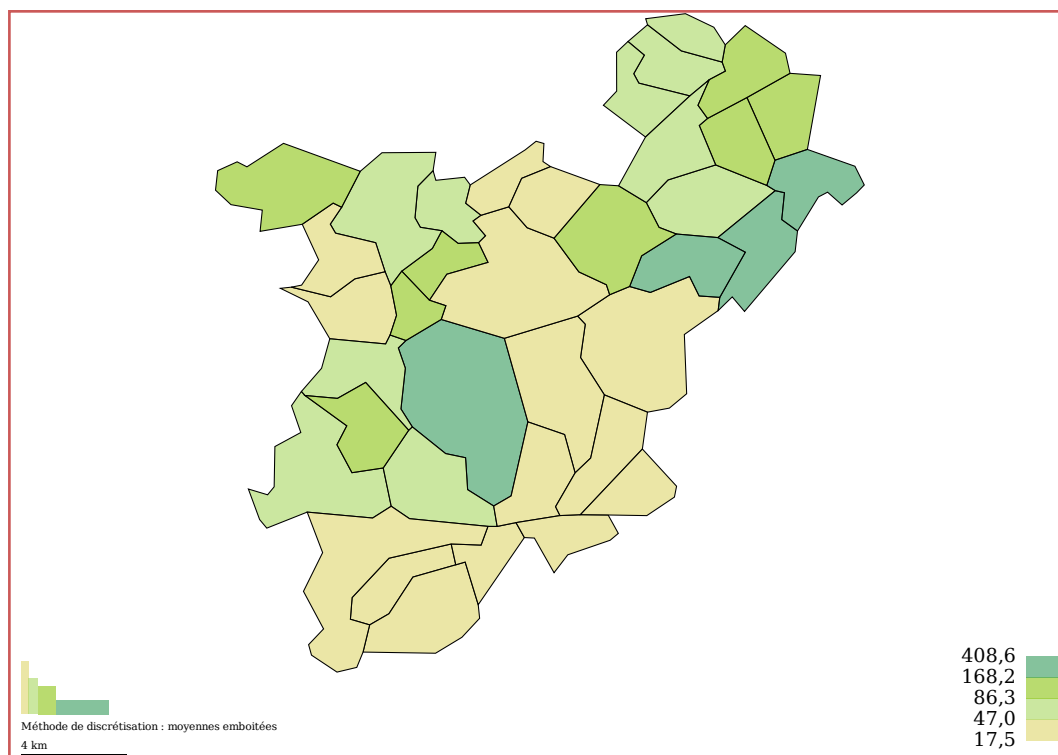 408,6
168,2
86,3
47,0
17,5
Méthode de discrétisation : moyennes emboitées
4 km